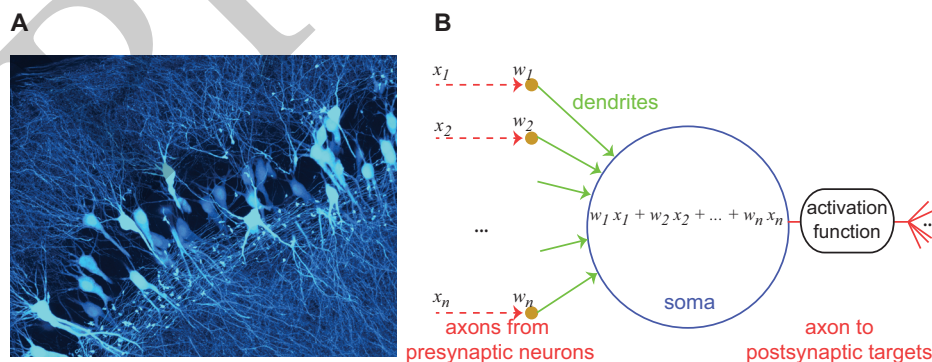 A
B
x1
w1
dendrites
x2
w2
...
w1 x1 + w2 x2 + ... + wn xn
activation
function
..
xn
wn
soma
axons from
presynaptic neurons
axon to
postsynaptic targets